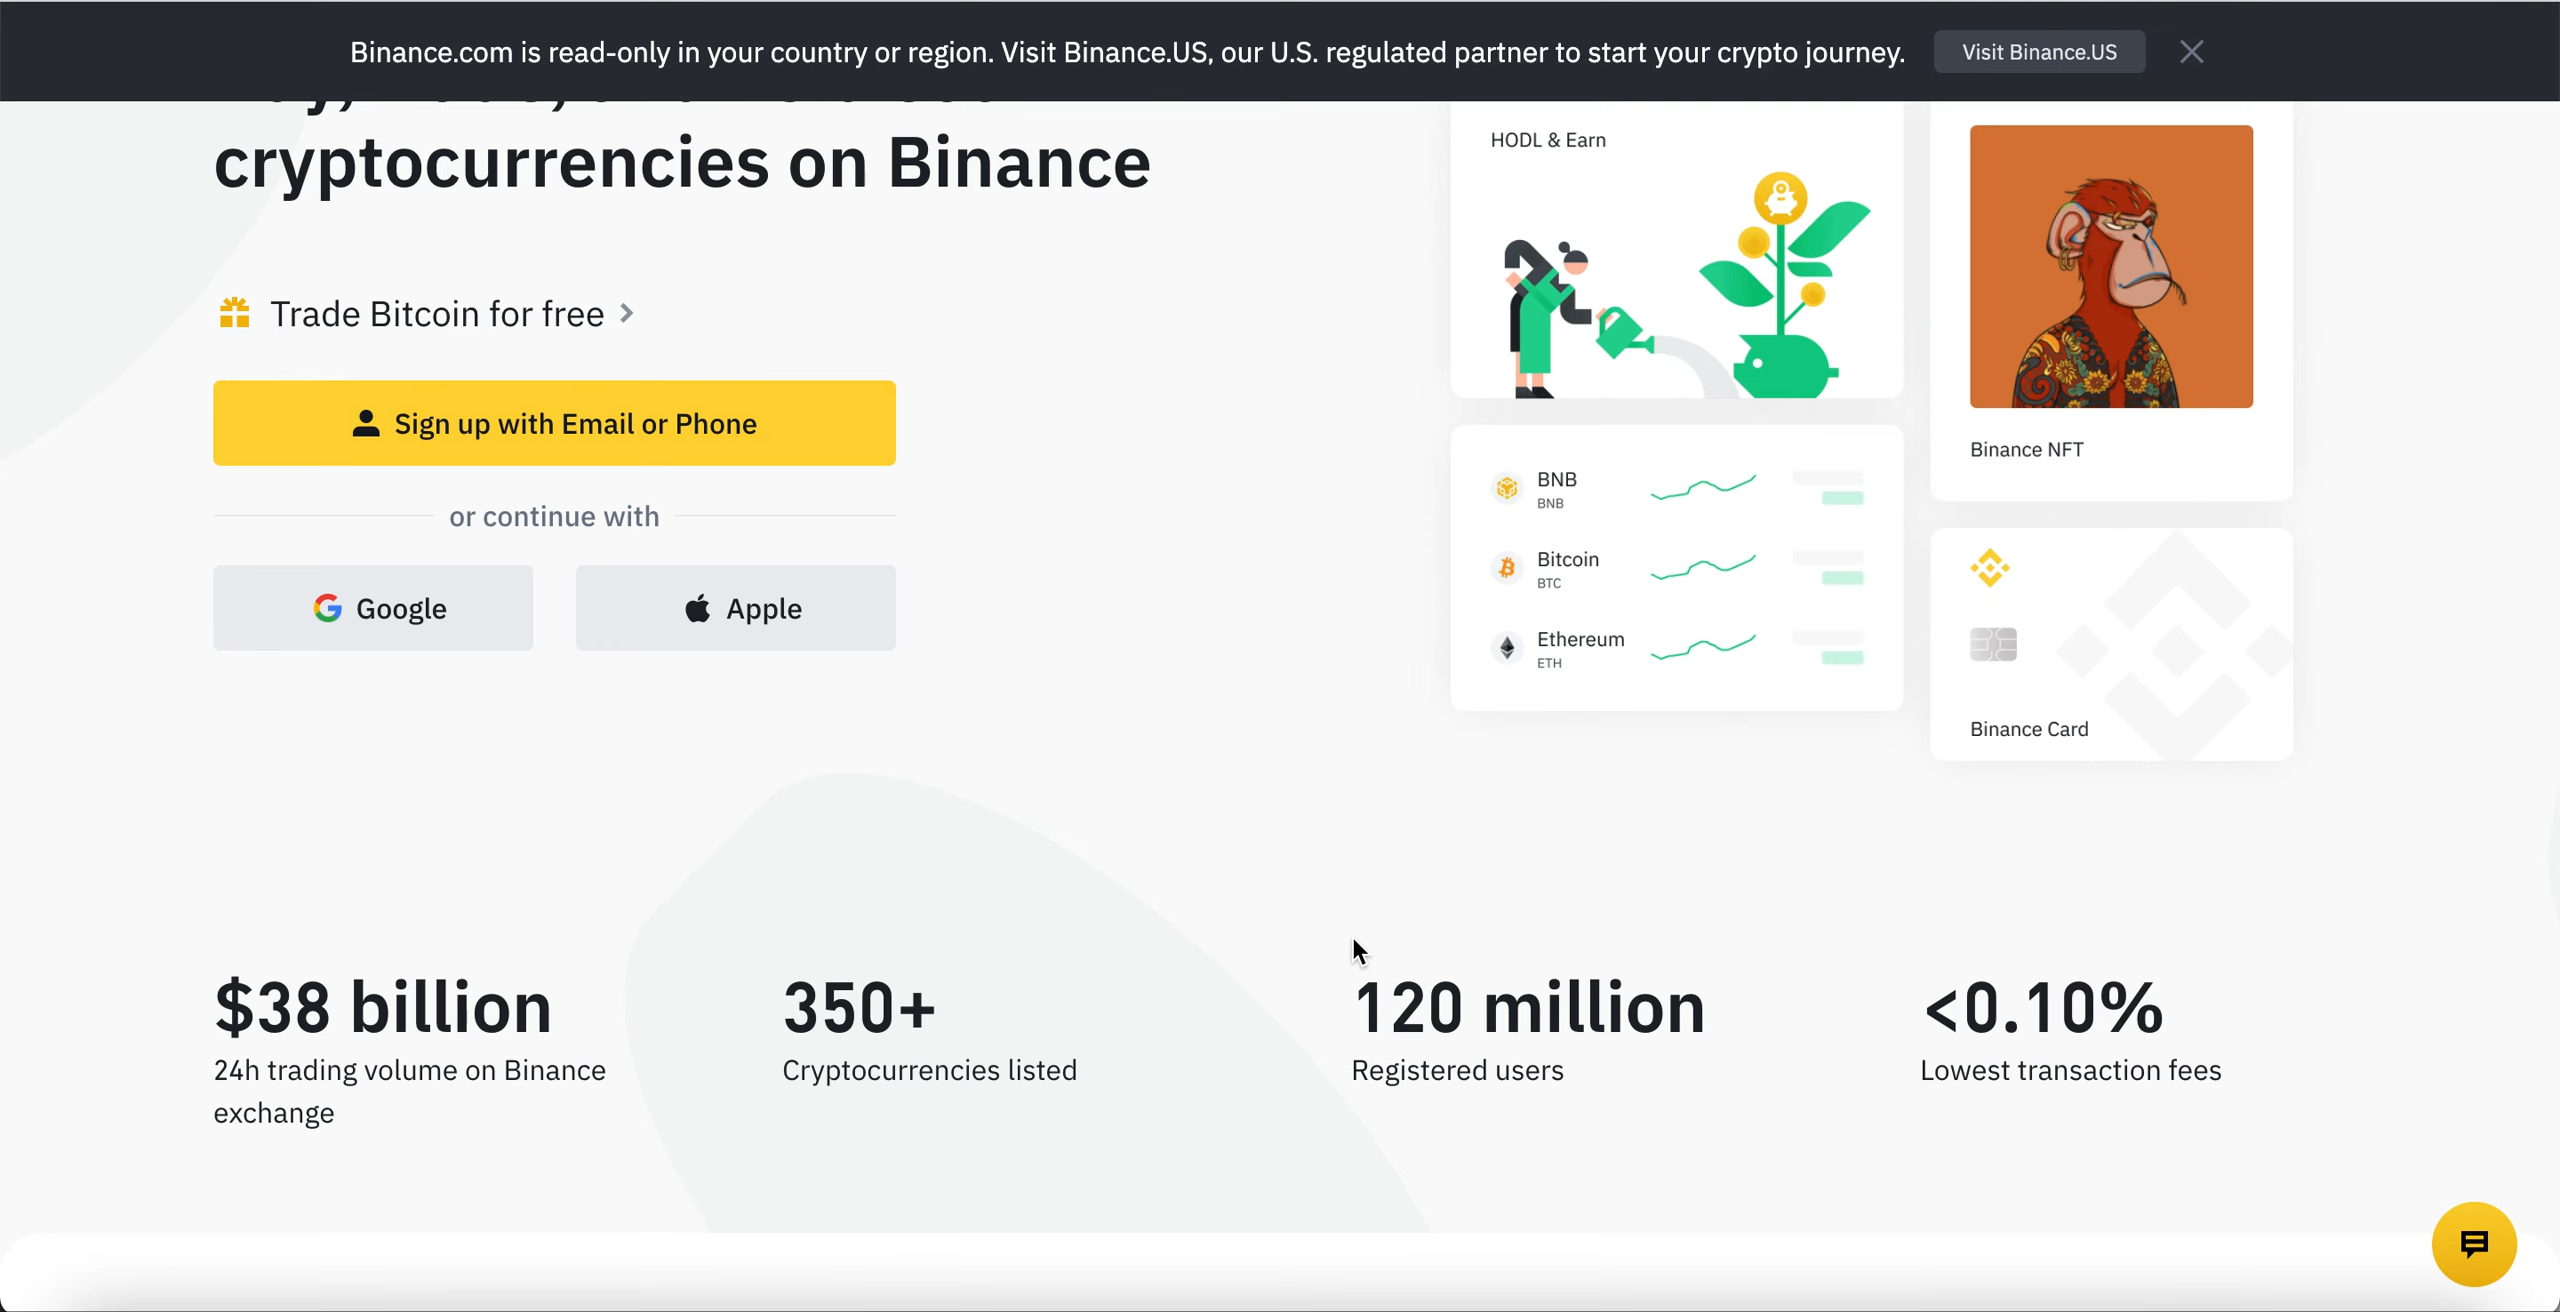 Binance.com is read-only in your country or region. Visit Binance.US, our U.S. regulated partner to start your crypto journey.
Visit Binance.US
cryptocurrencies on Binance
Trade Bitcoin for free
Sign up with Email or Phone
or continue with
Google
Apple
HODL & Earn
BNB
BNB
Bitcoin
BTC
Ethereum
ETH
Binance NFT
Binance Card
$38 billion
24h trading volume on Binance
exchange
350+
Cryptocurrencies listed
120 million
Registered users
<0.10%
Lowest transaction fees